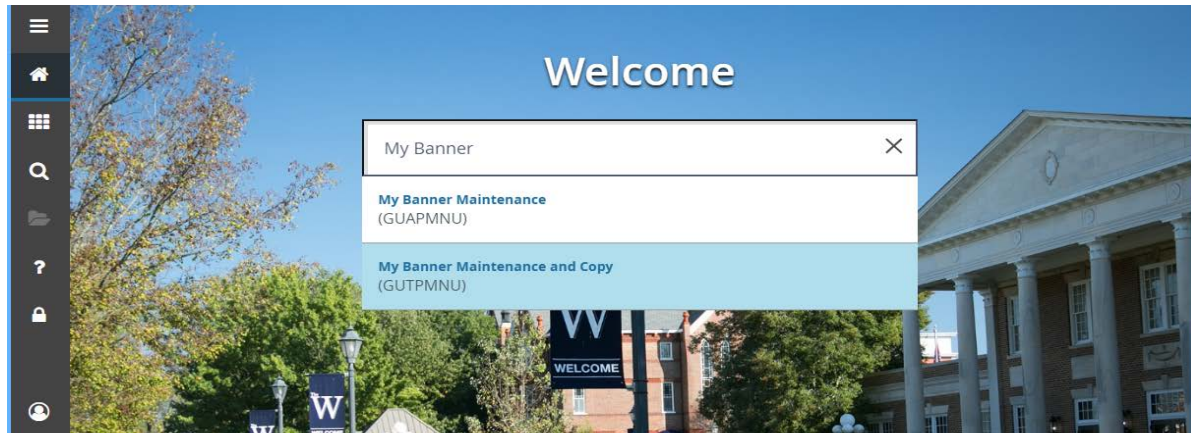 Welcome
My Banner
My Banner Maintenance
(GUAPMNU)
My Banner Maintenance and Copy
(GUTPMNU)
W
WELCOME
W
W